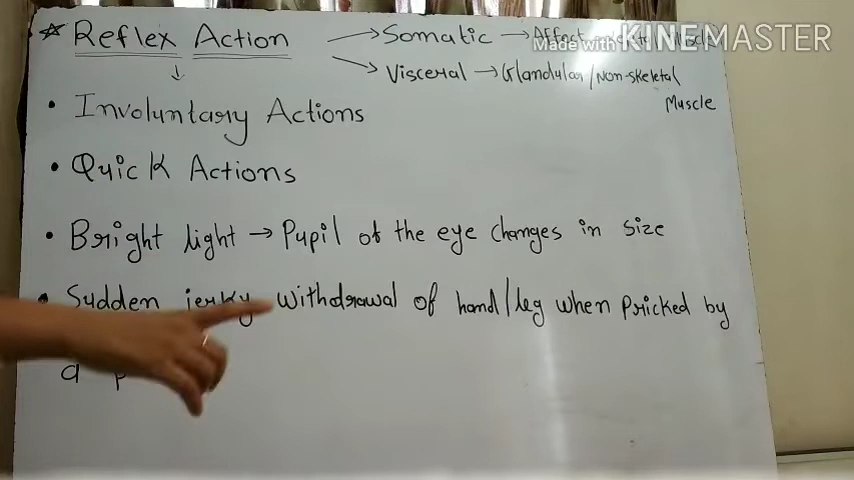 * Reflex Action → Somatic → Affect
Made with KINEMASTER
↓ → Visceral → Glandular/Non-skeletal
Muscle
• Involuntary Actions
• Quick Actions
• Bright light → Pupil of the eye changes in size
• Sudden jerky withdrawal of hand/leg when pricked by
a